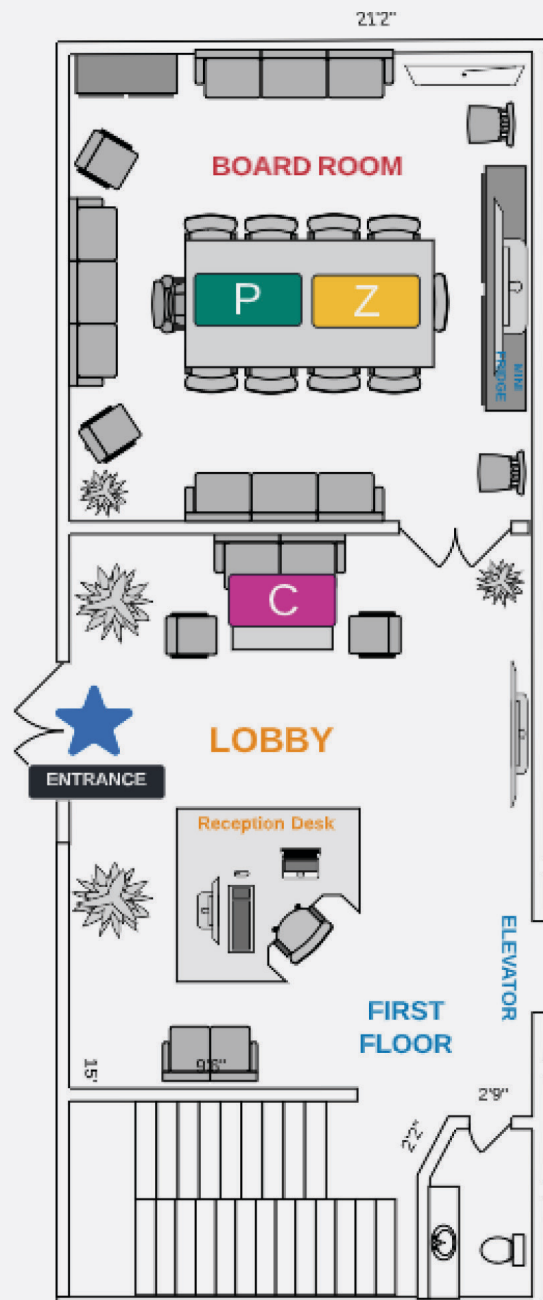 21'2"
BOARD ROOM
P
Z
MINI
FRIDGE
C
LOBBY
ENTRANCE
Reception Desk
ELEVATOR
FIRST
FLOOR
9'6"
15'
2'9"
2'2"